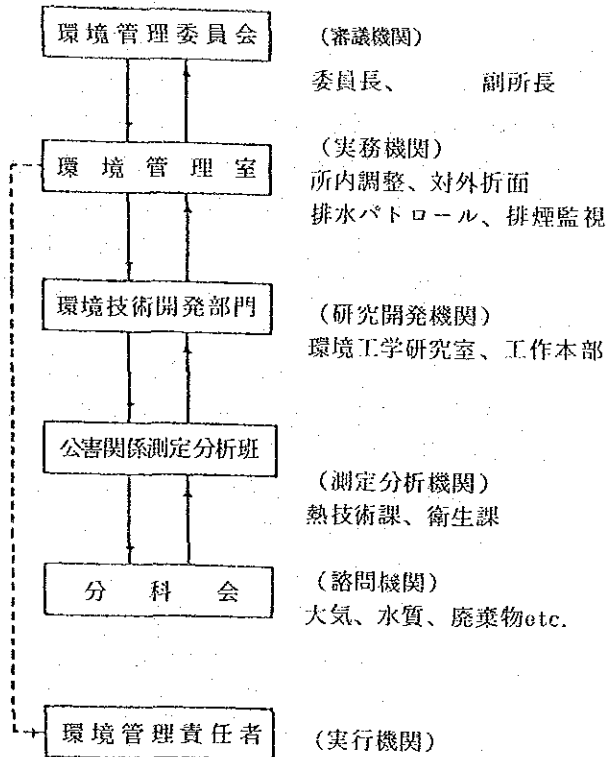 環境管理委員会
(審議機関)
委員長、 副所長
環境管理室
(実務機関)
所内調整、対外折面
排水パトロール、排煙監視
環境技術開発部門
(研究開発機関)
環境工学研究室、工作本部
公害関係測定分析班
(測定分析機関)
熱技術課、衛生課
分科会
(諮問機関)
大気、水質、廃棄物etc.
環境管理責任者
(実行機関)